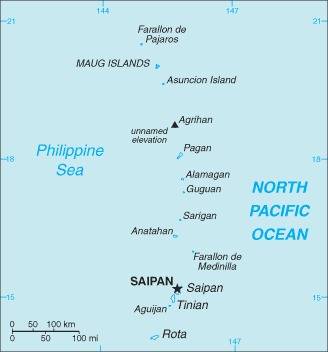 144
147
21
21
Farallon de
Pajaros
MAUG ISLANDS
Asuncion Island
Agrihan
unnamed
elevation
Philippine
Sea
Pagan
18
18
Alamagan
Guguan
NORTH
PACIFIC
OCEAN
Sarigan
Anatahan
Farallon de
Medinilla
SAIPAN
Saipan
15
15
Tinian
Aguijan
0 50 100 km
0 50 100 mi
Rota
147